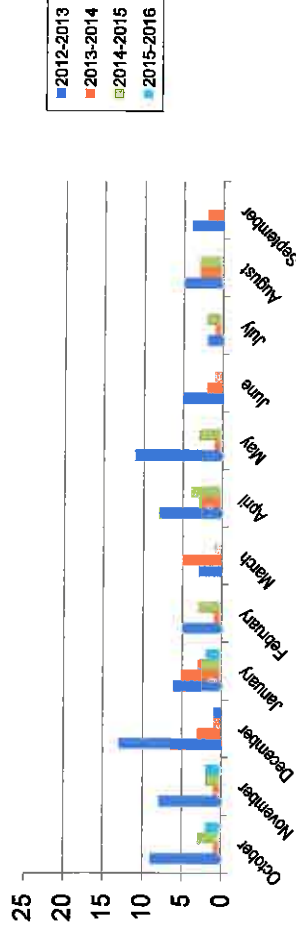 25
20
15
10
5
0
October
November
December
January
February
March
April
May
June
July
August
September
2012-2013
2013-2014
2014-2015
2015-2016